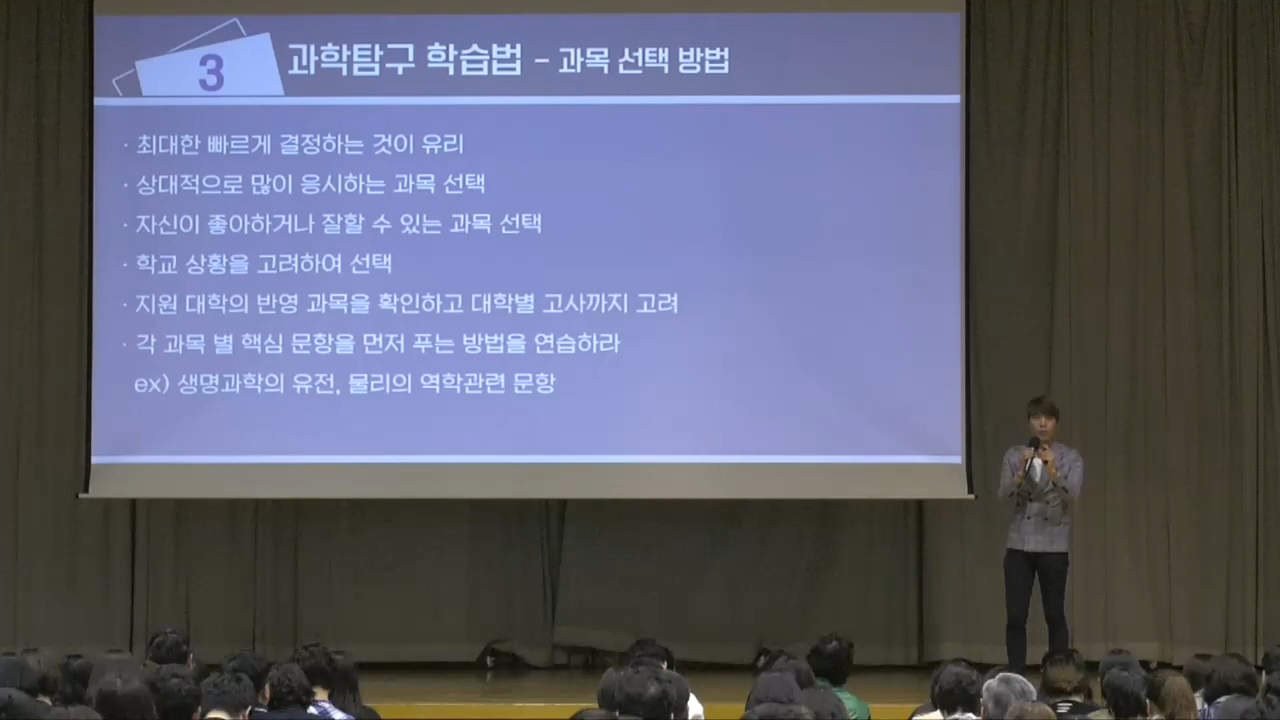 3 과학탐구 학습법 - 과목 선택 방법
· 최대한 빠르게 결정하는 것이 유리
· 상대적으로 많이 응시하는 과목 선택
· 자신이 좋아하거나 잘할 수 있는 과목 선택
· 학교 상황을 고려하여 선택
· 지원 대학의 반영 과목을 확인하고 대학별 고사까지 고려
· 각 과목 별 핵심 문항을 먼저 푸는 방법을 연습하라
ex) 생명과학의 유전, 물리의 역학관련 문항